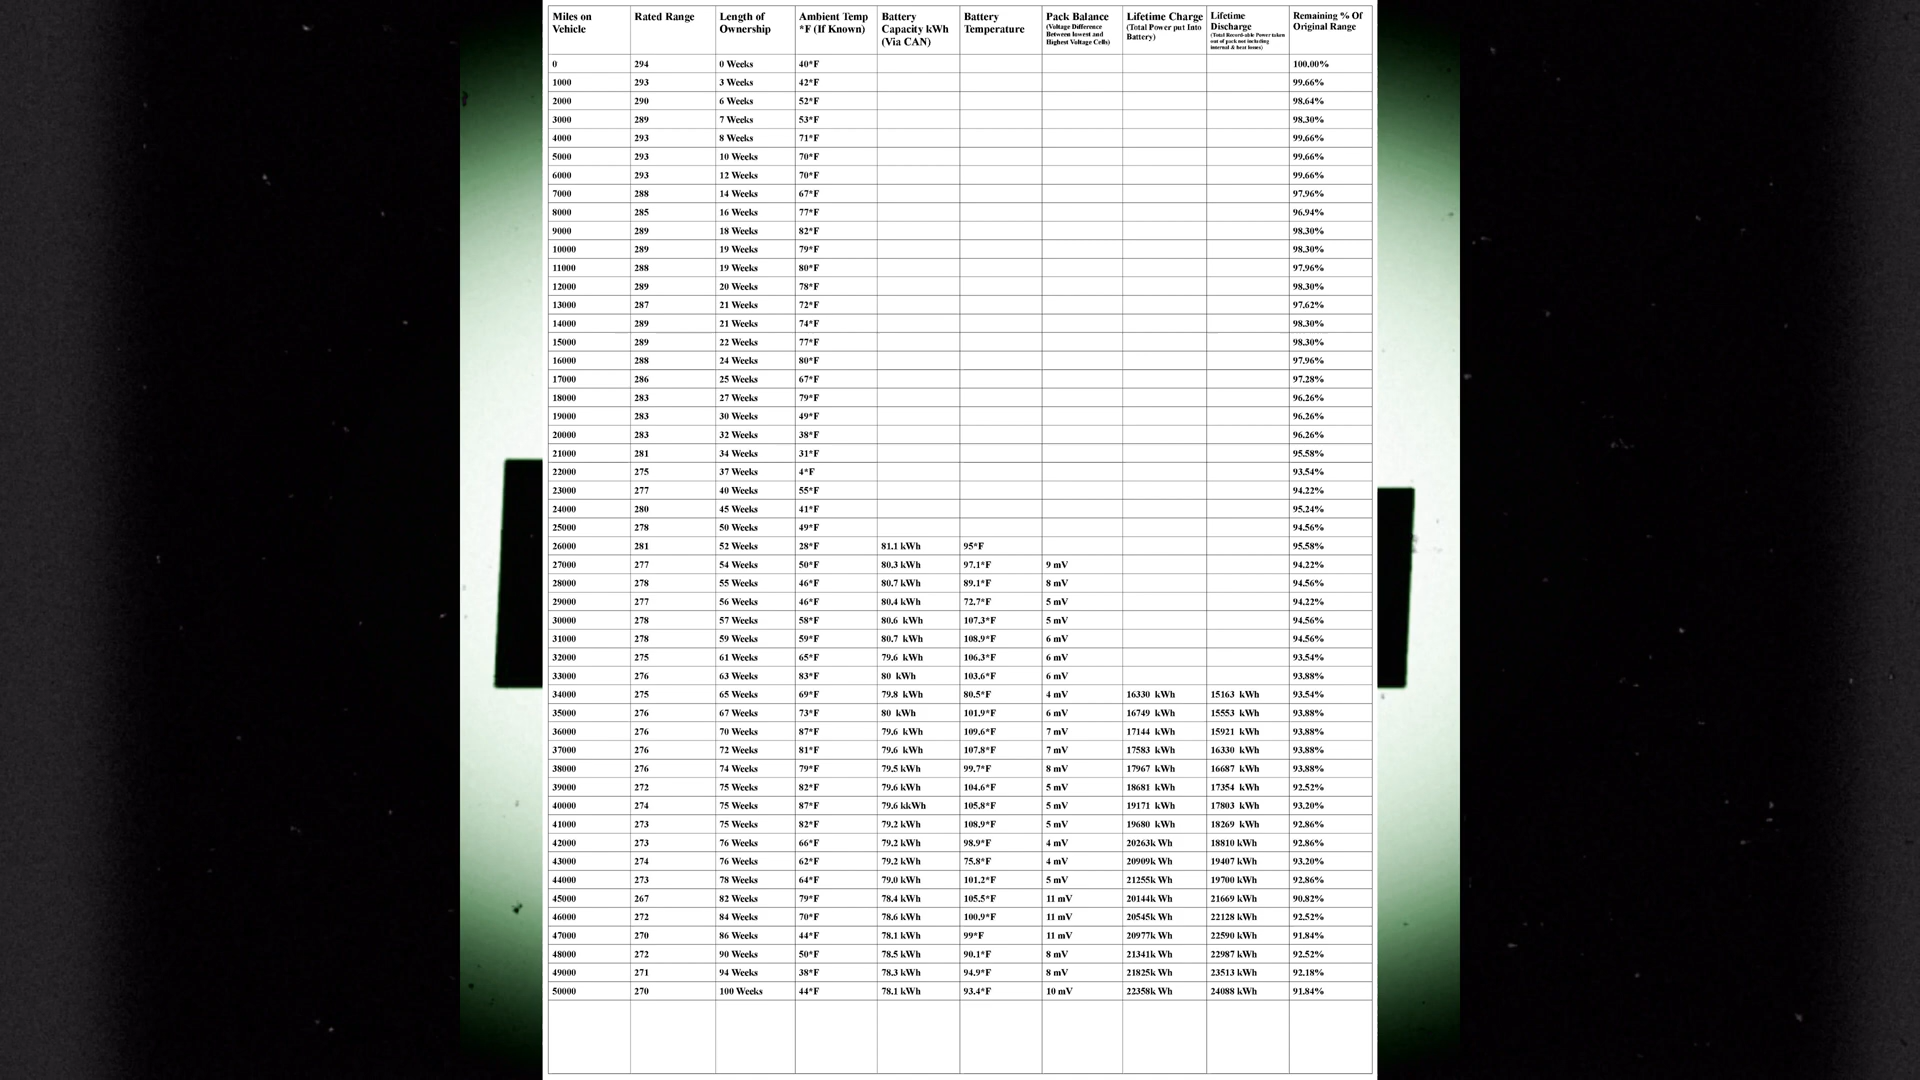 Miles on Vehicle Rated Range Length of Ownership Ambient Temp *F (If Known) Battery Capacity kWh (Via CAN) Battery Temperature Pack Balance (Voltage Difference Between lowest and Highest Voltage Cells) Lifetime Charge (Total Power put Into Battery) Lifetime Discharge (Total Record-able Power taken out of pack not including internal & heat losses) Remaining % Of Original Range
0 294 0 Weeks 40*F 100.00%
1000 293 3 Weeks 42*F 99.66%
2000 290 6 Weeks 52*F 98.64%
3000 289 7 Weeks 53*F 98.30%
4000 293 8 Weeks 71*F 99.66%
5000 293 10 Weeks 70*F 99.66%
6000 293 12 Weeks 70*F 99.66%
7000 288 14 Weeks 67*F 97.96%
8000 285 16 Weeks 77*F 96.94%
9000 289 18 Weeks 82*F 98.30%
10000 289 19 Weeks 79*F 98.30%
11000 288 19 Weeks 80*F 97.96%
12000 289 20 Weeks 78*F 98.30%
13000 287 21 Weeks 72*F 97.62%
14000 289 21 Weeks 74*F 98.30%
15000 289 22 Weeks 77*F 98.30%
16000 288 24 Weeks 80*F 97.96%
17000 286 25 Weeks 67*F 97.28%
18000 283 27 Weeks 79*F 96.26%
19000 283 30 Weeks 49*F 96.26%
20000 283 32 Weeks 38*F 96.26%
21000 281 34 Weeks 31*F 95.58%
22000 275 37 Weeks 4*F 93.54%
23000 277 40 Weeks 55*F 94.22%
24000 280 45 Weeks 41*F 95.24%
25000 278 50 Weeks 49*F 94.56%
26000 281 52 Weeks 28*F 81.1 kWh 95*F 95.58%
27000 277 54 Weeks 50*F 80.3 kWh 97.1*F 9 mV 94.22%
28000 278 55 Weeks 46*F 80.7 kWh 89.1*F 8 mV 94.56%
29000 277 56 Weeks 46*F 80.4 kWh 72.7*F 5 mV 94.22%
30000 278 57 Weeks 58*F 80.6 kWh 107.3*F 5 mV 94.56%
31000 278 59 Weeks 59*F 80.7 kWh 108.9*F 6 mV 94.56%
32000 275 61 Weeks 65*F 79.6 kWh 106.3*F 6 mV 93.54%
33000 276 63 Weeks 83*F 80 kWh 103.6*F 6 mV 93.88%
34000 275 65 Weeks 69*F 79.8 kWh 80.5*F 4 mV 16330 kWh 15163 kWh 93.54%
35000 276 67 Weeks 73*F 80 kWh 101.9*F 6 mV 16749 kWh 15553 kWh 93.88%
36000 276 70 Weeks 87*F 79.6 kWh 109.6*F 7 mV 17144 kWh 15921 kWh 93.88%
37000 276 72 Weeks 81*F 79.6 kWh 107.8*F 7 mV 17583 kWh 16330 kWh 93.88%
38000 276 74 Weeks 79*F 79.5 kWh 99.7*F 8 mV 17967 kWh 16687 kWh 93.88%
39000 272 75 Weeks 82*F 79.6 kWh 104.6*F 5 mV 18681 kWh 17354 kWh 92.52%
40000 274 75 Weeks 87*F 79.6 kkWh 105.8*F 5 mV 19171 kWh 17803 kWh 93.20%
41000 273 75 Weeks 82*F 79.2 kWh 108.9*F 5 mV 19680 kWh 18269 kWh 92.86%
42000 273 76 Weeks 66*F 79.2 kWh 98.9*F 4 mV 20263k Wh 18810 kWh 92.86%
43000 274 76 Weeks 62*F 79.2 kWh 75.8*F 4 mV 20909k Wh 19407 kWh 93.20%
44000 273 78 Weeks 64*F 79.0 kWh 101.2*F 5 mV 21255k Wh 19700 kWh 92.86%
45000 267 82 Weeks 79*F 78.4 kWh 105.5*F 11 mV 20144k Wh 21669 kWh 90.82%
46000 272 84 Weeks 70*F 78.6 kWh 100.9*F 11 mV 20545k Wh 22128 kWh 92.52%
47000 270 86 Weeks 44*F 78.1 kWh 99*F 11 mV 20977k Wh 22590 kWh 91.84%
48000 272 90 Weeks 50*F 78.5 kWh 90.1*F 8 mV 21341k Wh 22987 kWh 92.52%
49000 271 94 Weeks 38*F 78.3 kWh 94.9*F 8 mV 21825k Wh 23513 kWh 92.18%
50000 270 100 Weeks 44*F 78.1 kWh 93.4*F 10 mV 22358k Wh 24088 kWh 91.84%